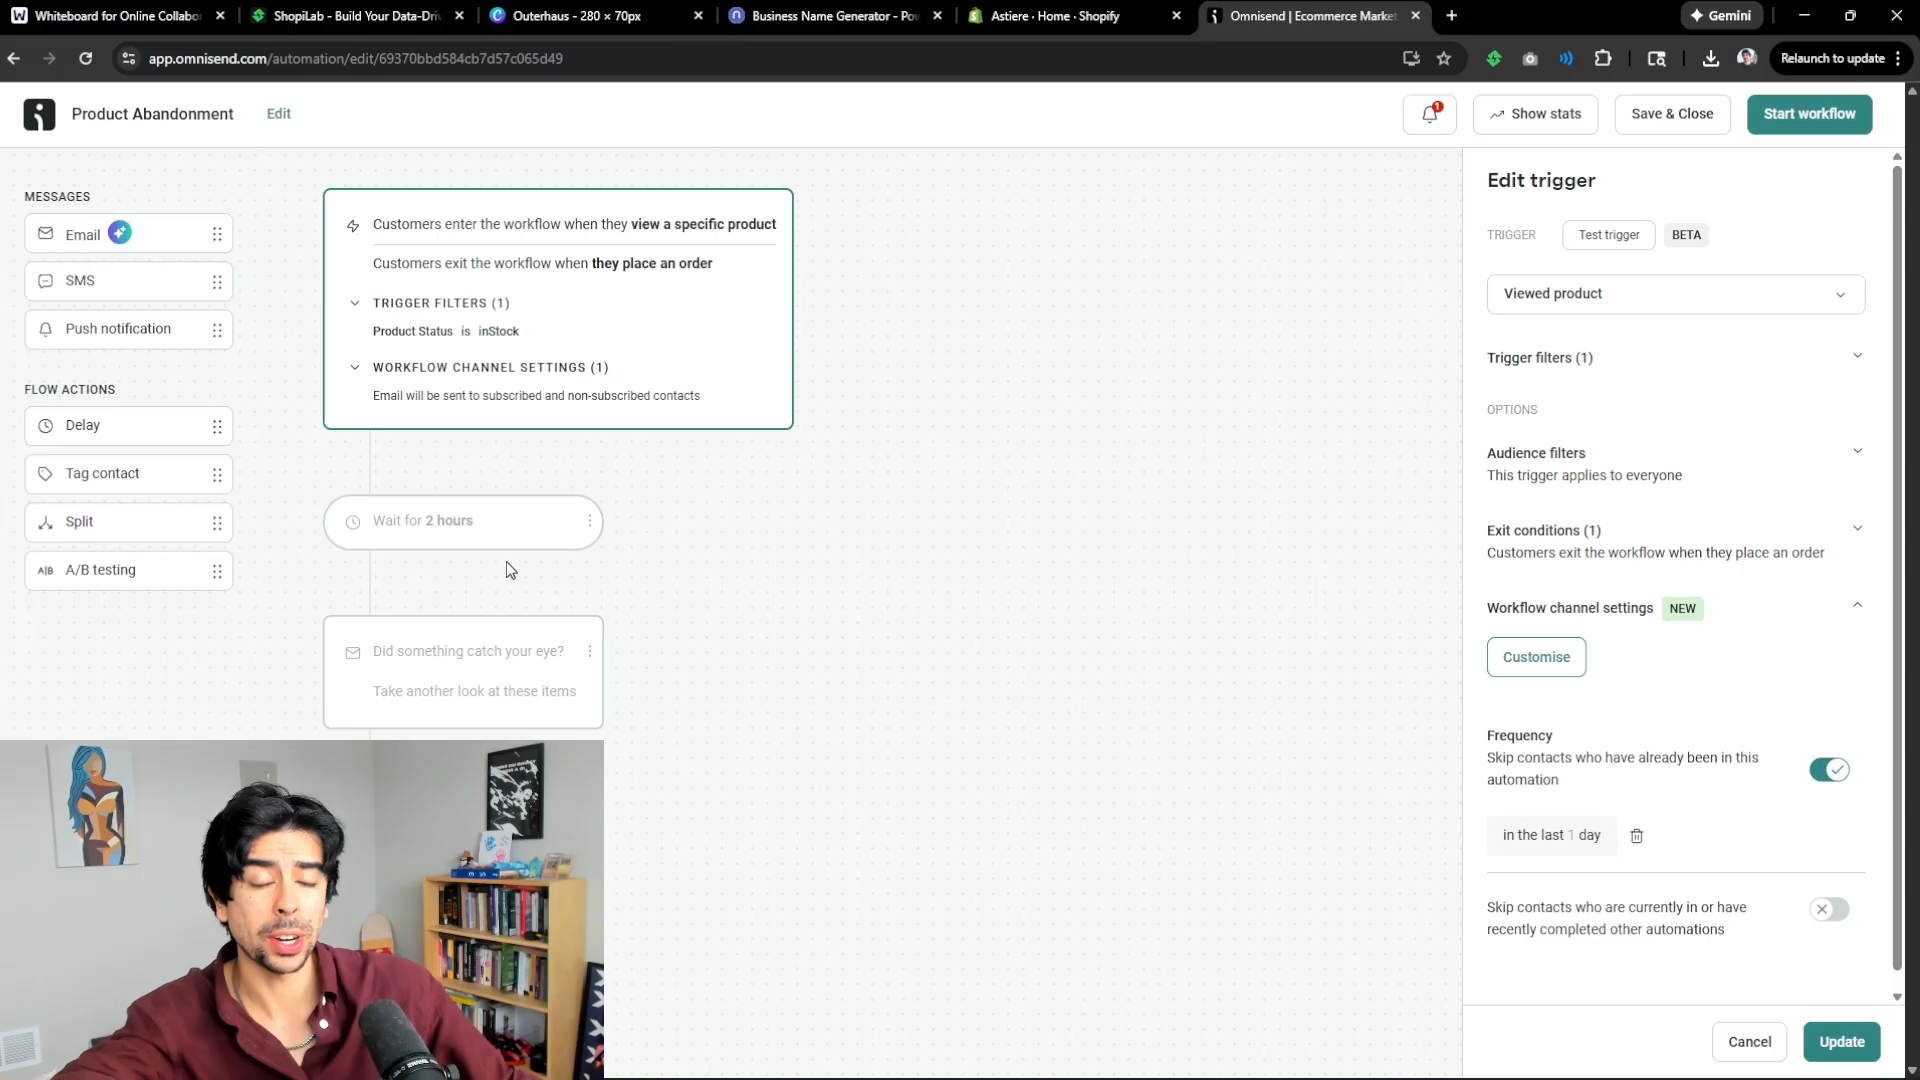 Whiteboard for Online Collabor
ShopiLab - Build Your Data-Driv
Outerhaus - 280 × 70px
Business Name Generator - Pow
Astiere · Home · Shopify
Omnisend | Ecommerce Market
Gemini
app.omnisend.com/automation/edit/69370bbd584cb7d57c065d49
Relaunch to update
Product Abandonment
Edit
1
Show stats
Save & Close
Start workflow
MESSAGES
Email
SMS
Push notification
FLOW ACTIONS
Delay
Tag contact
Split
A|B A/B testing
Customers enter the workflow when they view a specific product
Customers exit the workflow when they place an order
TRIGGER FILTERS (1)
Product Status is inStock
WORKFLOW CHANNEL SETTINGS (1)
Email will be sent to subscribed and non-subscribed contacts
Wait for 2 hours
Did something catch your eye?
Take another look at these items
Edit trigger
TRIGGER
Test trigger
BETA
Viewed product
Trigger filters (1)
OPTIONS
Audience filters
This trigger applies to everyone
Exit conditions (1)
Customers exit the workflow when they place an order
Workflow channel settings NEW
Customise
Frequency
Skip contacts who have already been in this
automation
in the last 1 day
Skip contacts who are currently in or have
recently completed other automations
Cancel
Update